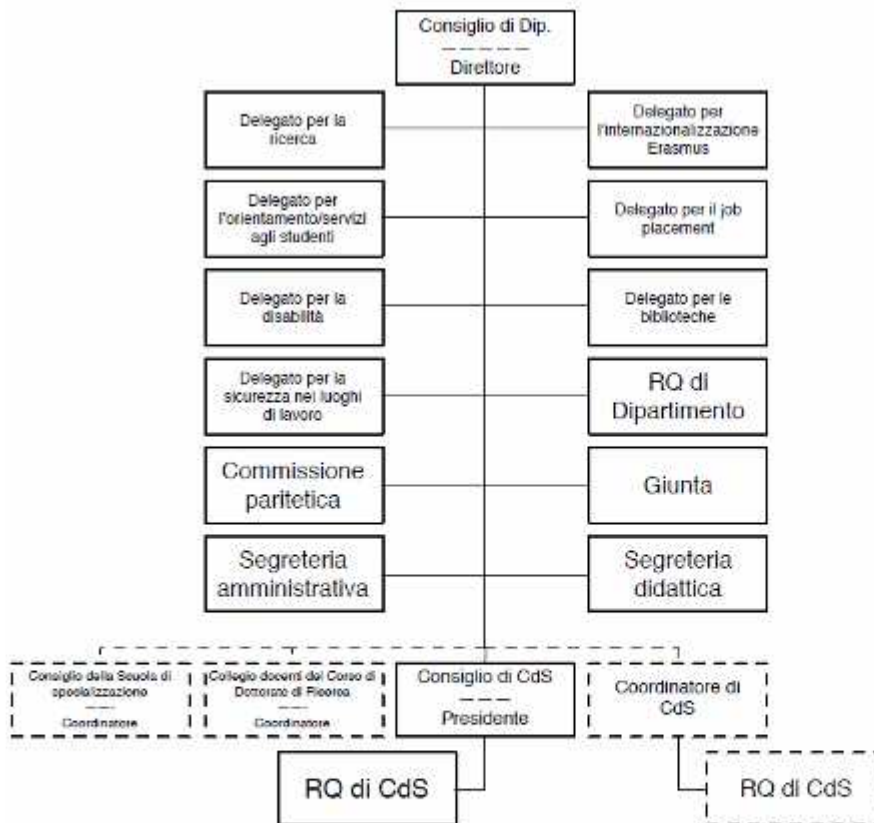 Consiglio di Dip.
Direttore
Delegato per la
ricerca
Delegato per
l'internazionalizzazione
Erasmus
Delegato per
l'orientamento/servizi
agli studenti
Delegato per il job
placement
Delegato per la
disabilità
Delegato per le
biblioteche
Delegato per la
sicurezza nei luoghi
di lavoro
RQ di
Dipartimento
Commissione
paritetica
Giunta
Segreteria
amministrativa
Segreteria
didattica
Consiglio della Scuola di
specializzazione
Coordinatore
Collegio docenti del Corso di
Dottorato di Ricerca
Coordinatore
Consiglio di CdS
Presidente
Coordinatore di
CdS
RQ di CdS
RQ di CdS